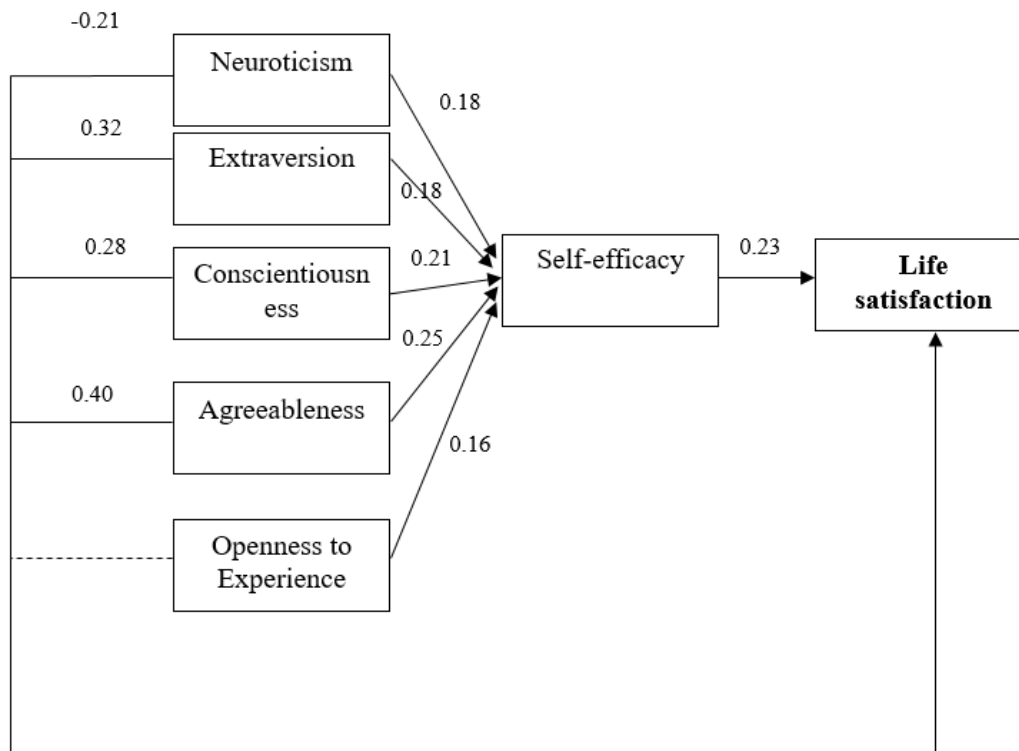 -0.21
Neuroticism
0.18
0.32
Extraversion
0.18
0.28
Conscientiousn
ess
0.21
Self-efficacy
0.23
Life
satisfaction
0.25
0.40
Agreeableness
0.16
Openness to
Experience